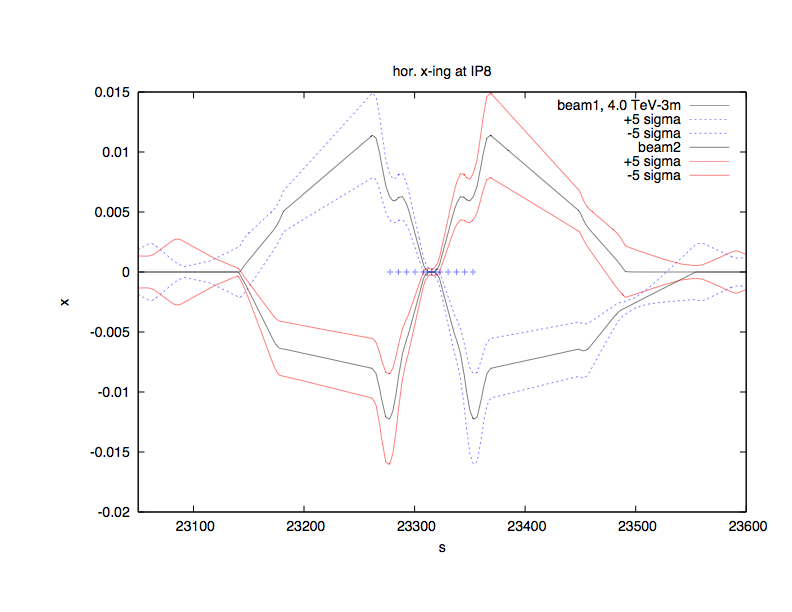 hor. x-ing at IP8
0.015
0.01
0.005
0
-0.005
-0.01
-0.015
-0.02
x
beam1, 4.0 TeV-3m
+5 sigma
-5 sigma
beam2
+5 sigma
-5 sigma
23100 23200 23300 23400 23500 23600
s